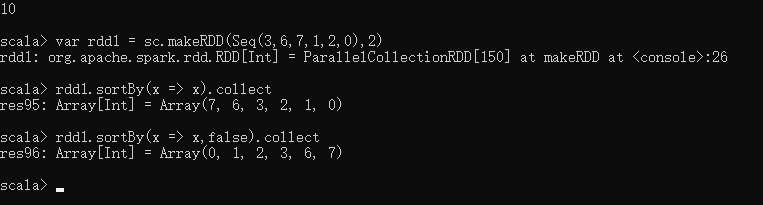 10
scala> var rdd1 = sc.makeRDD(Seq(3,6,7,1,2,0),2)
rdd1: org.apache.spark.rdd.RDD[Int] = ParallelCollectionRDD[150] at makeRDD at <console>:26
scala> rdd1.sortBy(x => x).collect
res95: Array[Int] = Array(7, 6, 3, 2, 1, 0)
scala> rdd1.sortBy(x => x,false).collect
res96: Array[Int] = Array(0, 1, 2, 3, 6, 7)
scala>